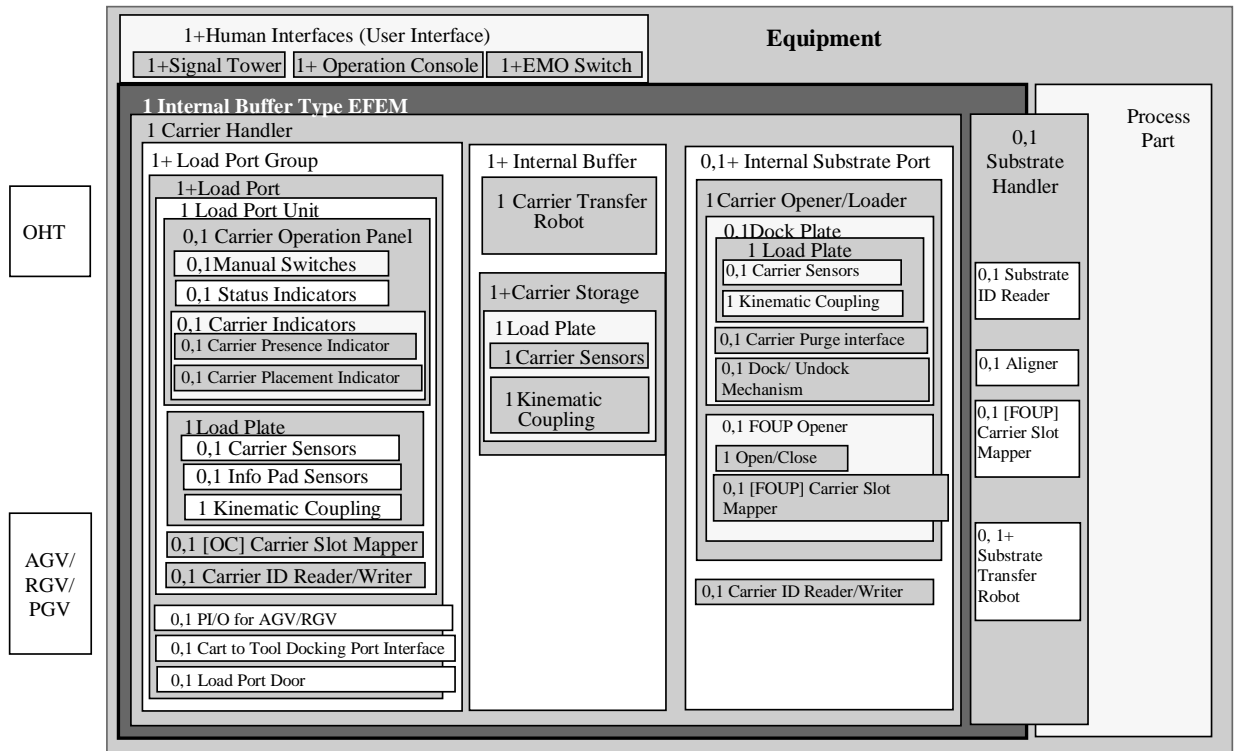 Equipment
1+Human Interfaces (User Interface)
1+Signal Tower
1+ Operation Console
1+EMO Switch
1 Internal Buffer Type EFEM
1 Carrier Handler
1+ Load Port Group
1+Load Port
1 Load Port Unit
0,1 Carrier Operation Panel
0,1Manual Switches
0,1 Status Indicators
0,1 Carrier Indicators
0,1 Carrier Presence Indicator
0,1 Carrier Placement Indicator
1Load Plate
0,1 Carrier Sensors
0,1 Info Pad Sensors
1 Kinematic Coupling
0,1 [OC] Carrier Slot Mapper
0,1 Carrier ID Reader/Writer
0,1 PI/O for AGV/RGV
0,1 Cart to Tool Docking Port Interface
0,1 Load Port Door
1+ Internal Buffer
1 Carrier Transfer
Robot
1+Carrier Storage
1Load Plate
1Carrier Sensors
1Kinematic
Coupling
0,1+ Internal Substrate Port
1Carrier Opener/Loader
0,1Dock Plate
1 Load Plate
0,1 Carrier Sensors
1 Kinematic Coupling
0,1 Carrier Purge interface
0,1 Dock/ Undock
Mechanism
0,1 FOUP Opener
1 Open/Close
0,1 [FOUP] Carrier Slot
Mapper
0,1 Carrier ID Reader/Writer
0,1
Substrate
Handler
0,1 Substrate
ID Reader
0,1 Aligner
0,1 [FOUP]
Carrier Slot
Mapper
0, 1+
Substrate
Transfer
Robot
Process
Part
OHT
AGV/
RGV/
PGV